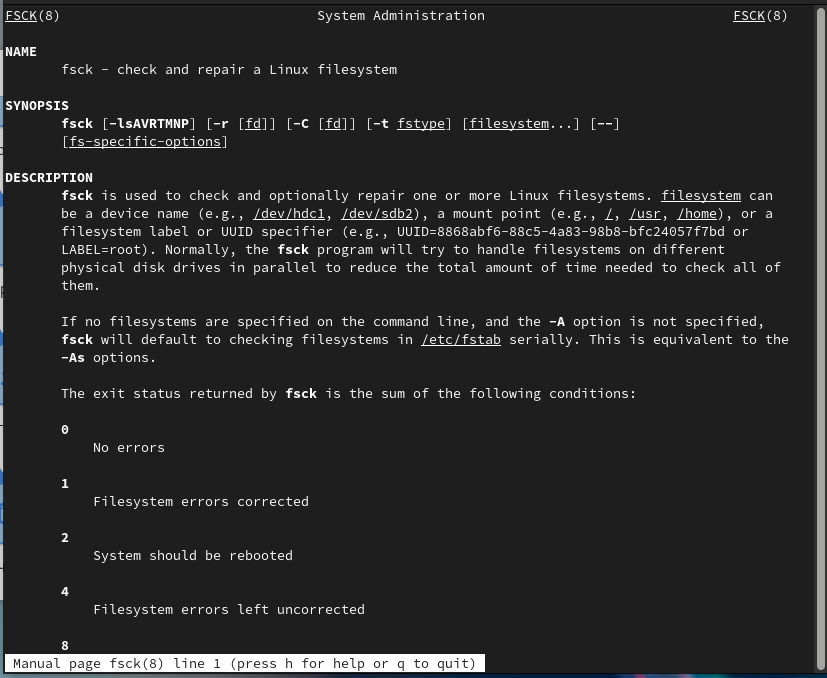 FSCK(8) System Administration FSCK(8)
NAME
fsck - check and repair a Linux filesystem
SYNOPSIS
fsck [-lsAVRTMNP] [-r [fd]] [-C [fd]] [-t fstype] [filesystem...] [--]
[fs-specific-options]
DESCRIPTION
fsck is used to check and optionally repair one or more Linux filesystems. filesystem can
be a device name (e.g., /dev/hdc1, /dev/sdb2), a mount point (e.g., /, /usr, /home), or a
filesystem label or UUID specifier (e.g., UUID=8868abf6-88c5-4a83-98b8-bfc24057f7bd or
LABEL=root). Normally, the fsck program will try to handle filesystems on different
physical disk drives in parallel to reduce the total amount of time needed to check all of
them.
If no filesystems are specified on the command line, and the -A option is not specified,
fsck will default to checking filesystems in /etc/fstab serially. This is equivalent to the
-As options.
The exit status returned by fsck is the sum of the following conditions:
0
No errors
1
Filesystem errors corrected
2
System should be rebooted
4
Filesystem errors left uncorrected
8
Manual page fsck(8) line 1 (press h for help or q to quit)